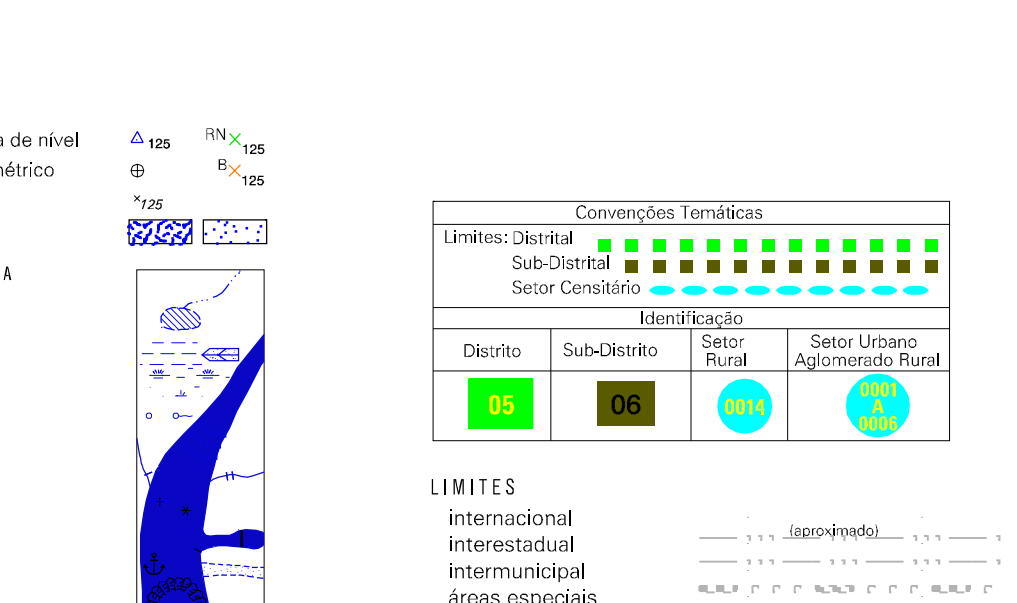 a de nível
125
RN
125
métrico
B
125
125
A
Convenções Temáticas
Limites: Distrital
Sub-Distrital
Setor Censitário
Identificação
Distrito
Sub-Distrito
Setor
Rural
Setor Urbano
Aglomerado Rural
05
06
0014
0001
A
0006
LIMITES
internacional
(aproximado)
interestadual
intermunicipal
áreas especiais